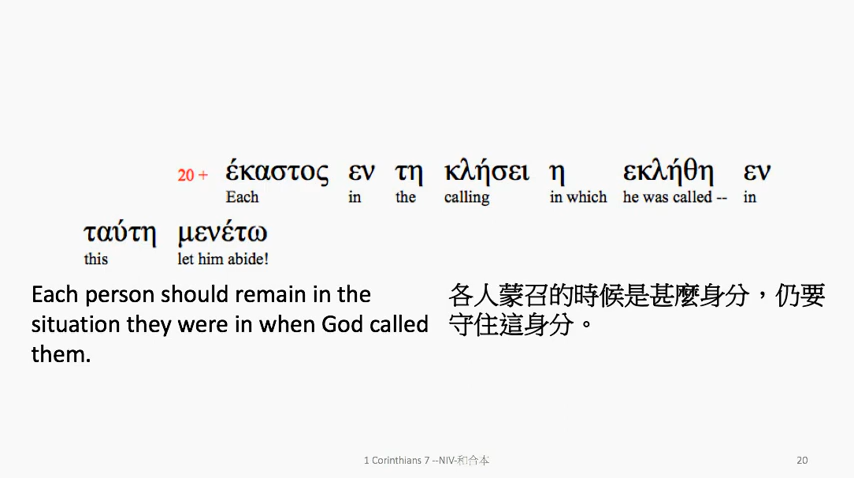 20 + έκαστος εν τη κλήσει η εκλήθη εν
Each in the calling in which he was called -- in
ταύτη μενέτω
this let him abide!
Each person should remain in the
situation they were in when God called
them.
各人蒙召的時候是甚麼身分，仍要
守住這身分。
1 Corinthians 7 --NIV-和合本
20